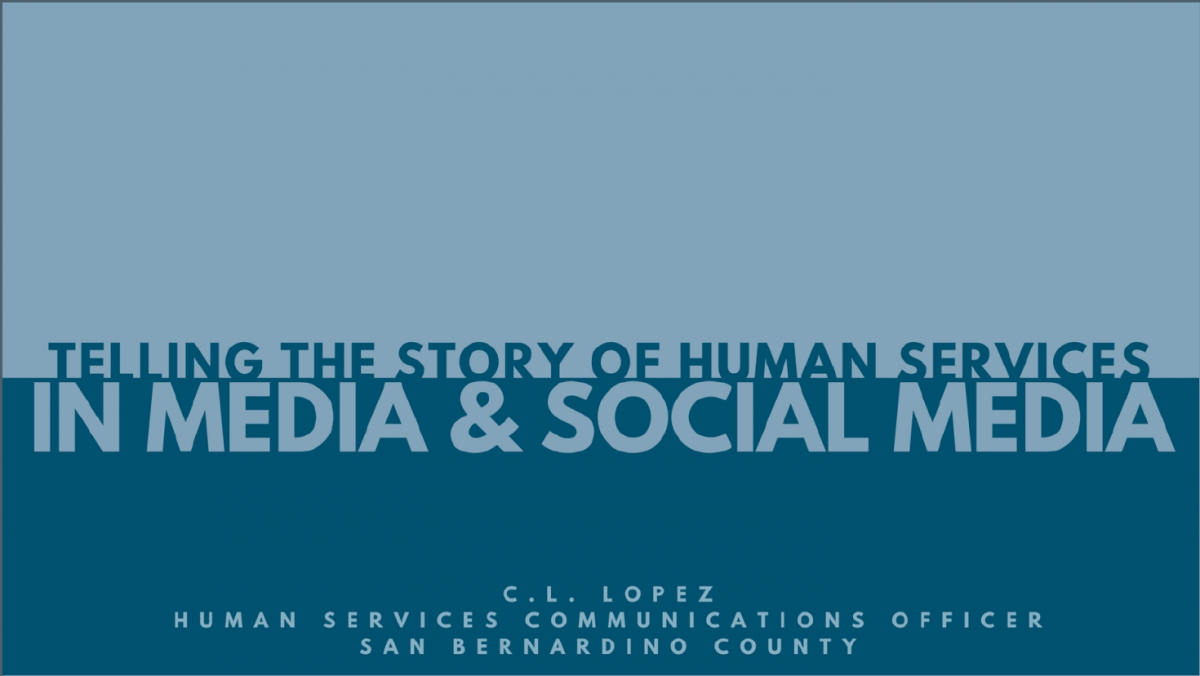 TELLING THE STORY OF HUMAN SERVICES
IN MEDIA & SOCIAL MEDIA
C.L. LOPEZ
HUMAN SERVICES COMMUNICATIONS OFFICER
SAN BERNARDINO COUNTY